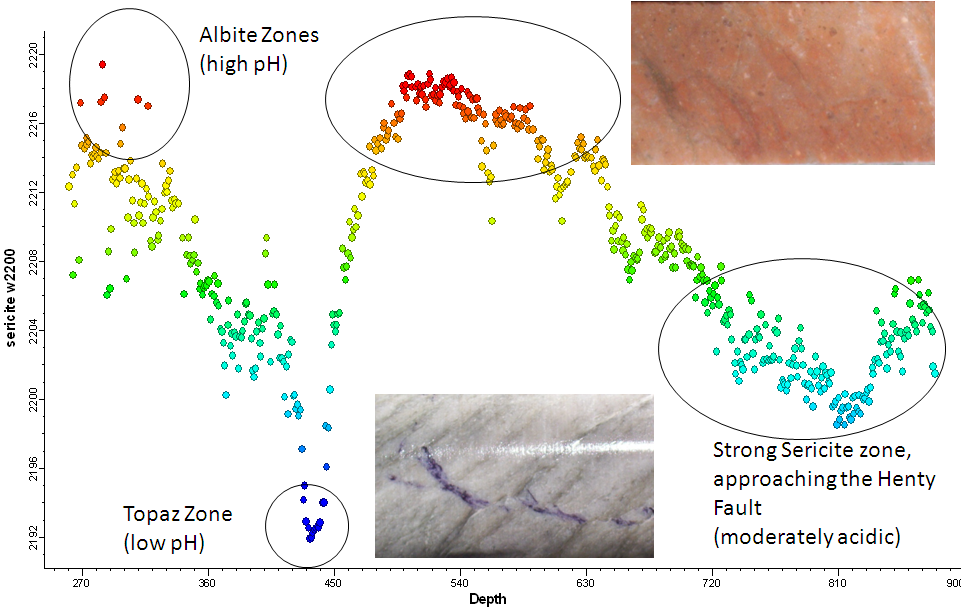 Albite Zones
(high pH)
sericite w2200
2220
2216
2212
2208
2204
2200
2196
2192
Topaz Zone
(low pH)
Strong Sericite zone,
approaching the Henty
Fault
(moderately acidic)
270
360
450
540
630
720
810
900
Depth